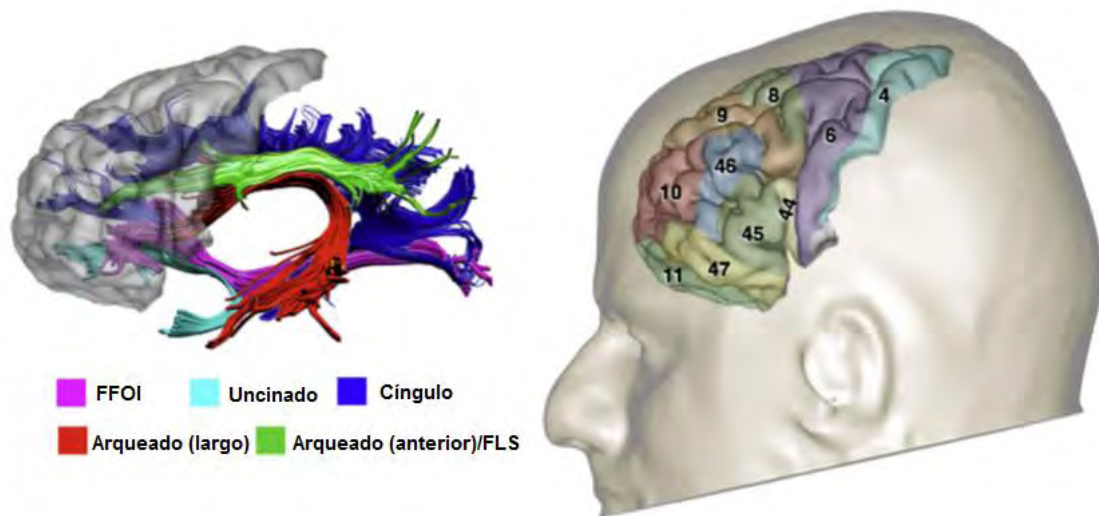 FFOI
Uncinado
Cíngulo
Arqueado (largo)
Arqueado (anterior)/FLS
8
4
9
6
46
10
44
45
47
11